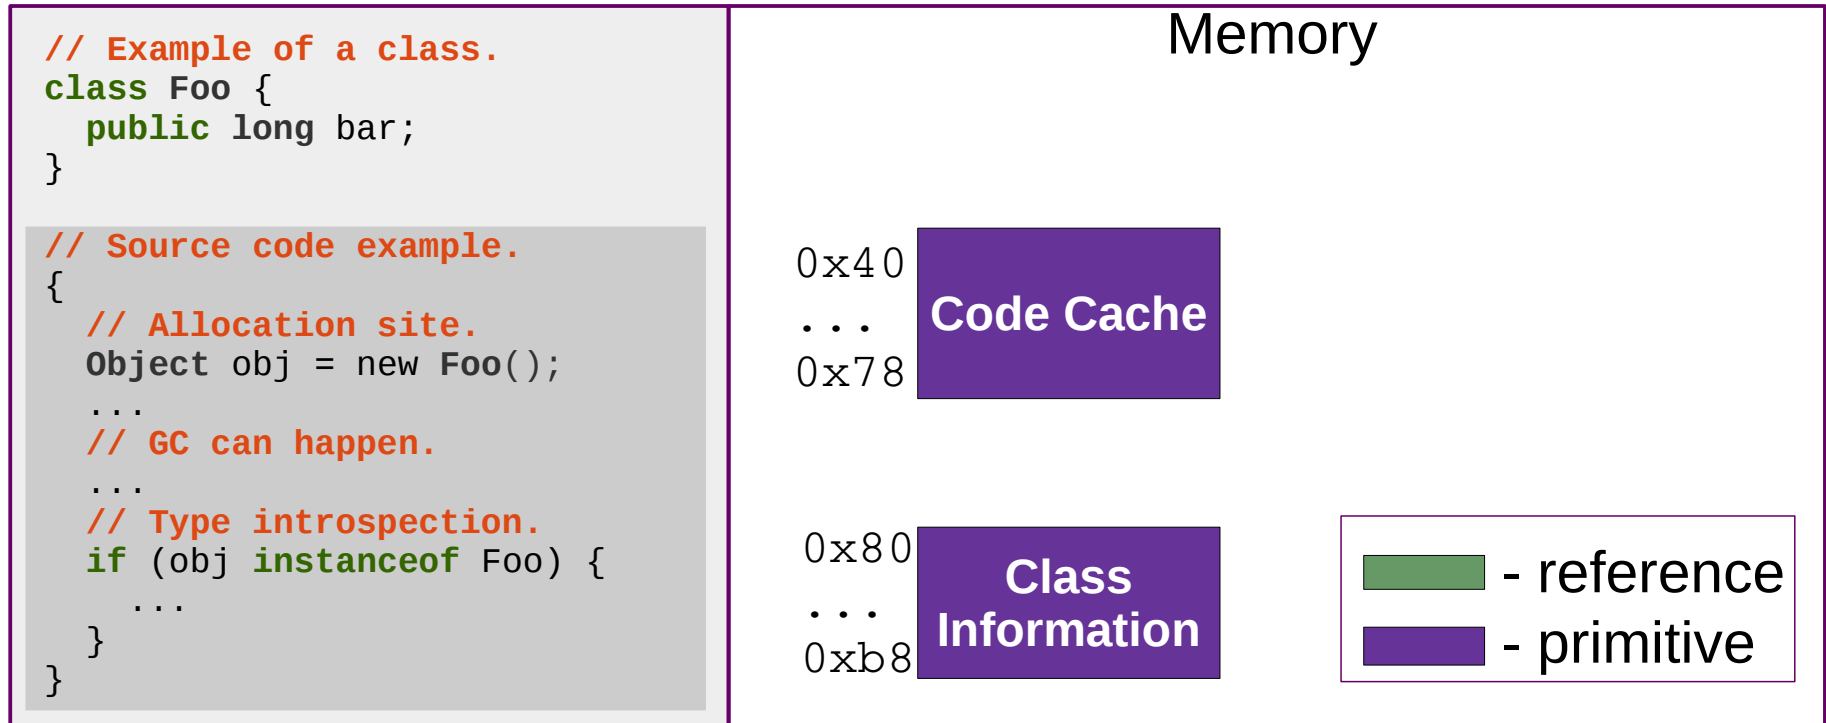 // Example of a class.
class Foo {
  public long bar;
}
// Source code example.
{
  // Allocation site.
  Object obj = new Foo();
  ...
  // GC can happen.
  ...
  // Type introspection.
  if (obj instanceof Foo) {
    ...
  }
}
Memory
0x40
...
0x78
Code Cache
0x80
...
0xb8
Class
Information
- reference
- primitive